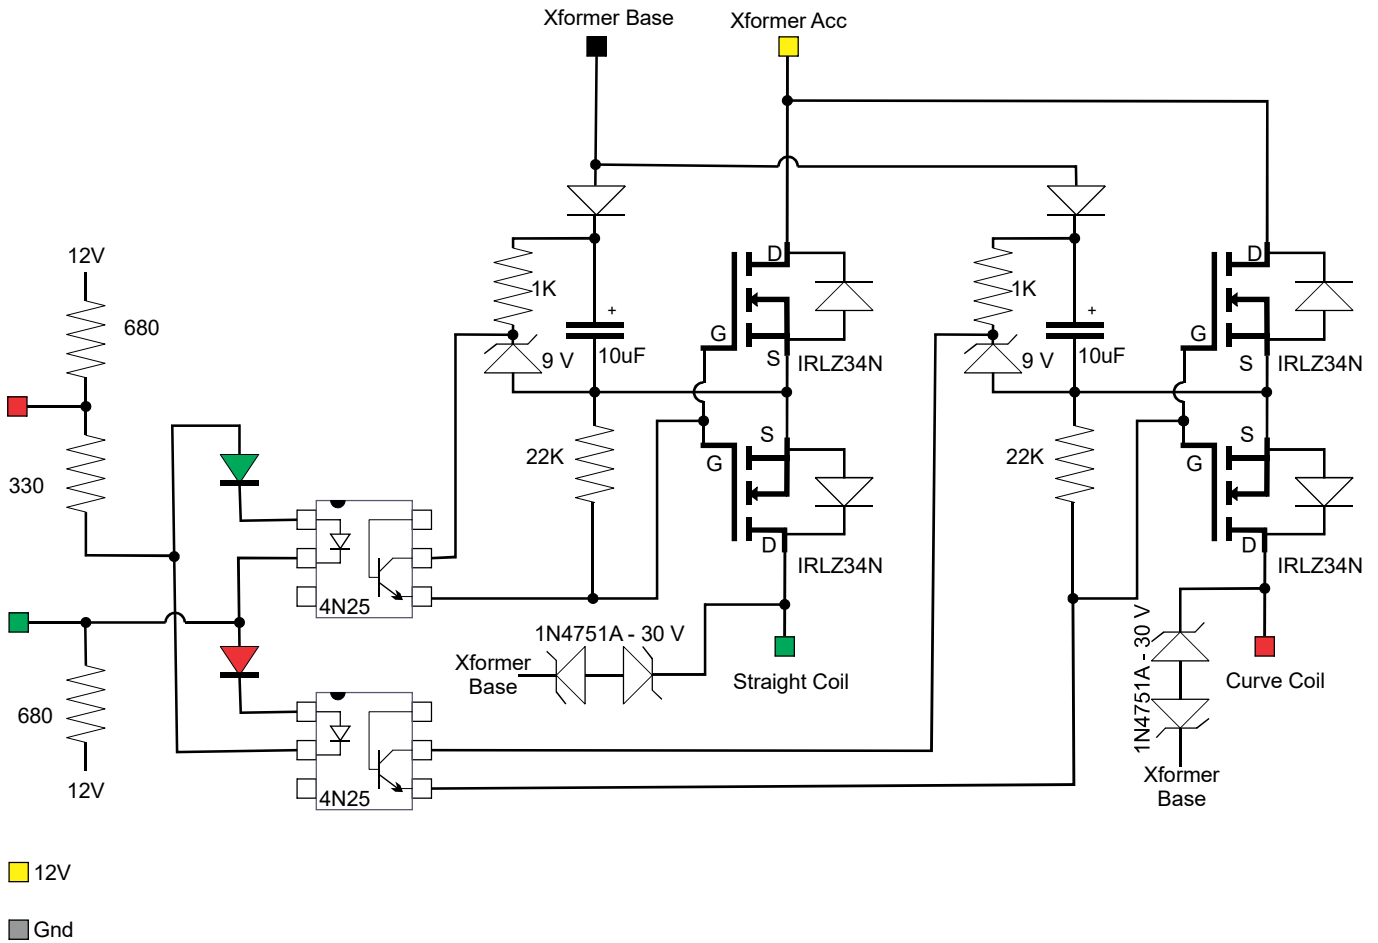 Xformer Base
Xformer Acc
12V
680
330
680
12V
1K
+
9 V
10uF
22K
D
G
S
IRLZ34N
S
G
D
IRLZ34N
1K
+
9 V
10uF
22K
D
G
S
IRLZ34N
S
G
D
IRLZ34N
4N25
4N25
1N4751A - 30 V
Xformer
Base
Straight Coil
1N4751A - 30 V
Curve Coil
Xformer
Base
12V
Gnd